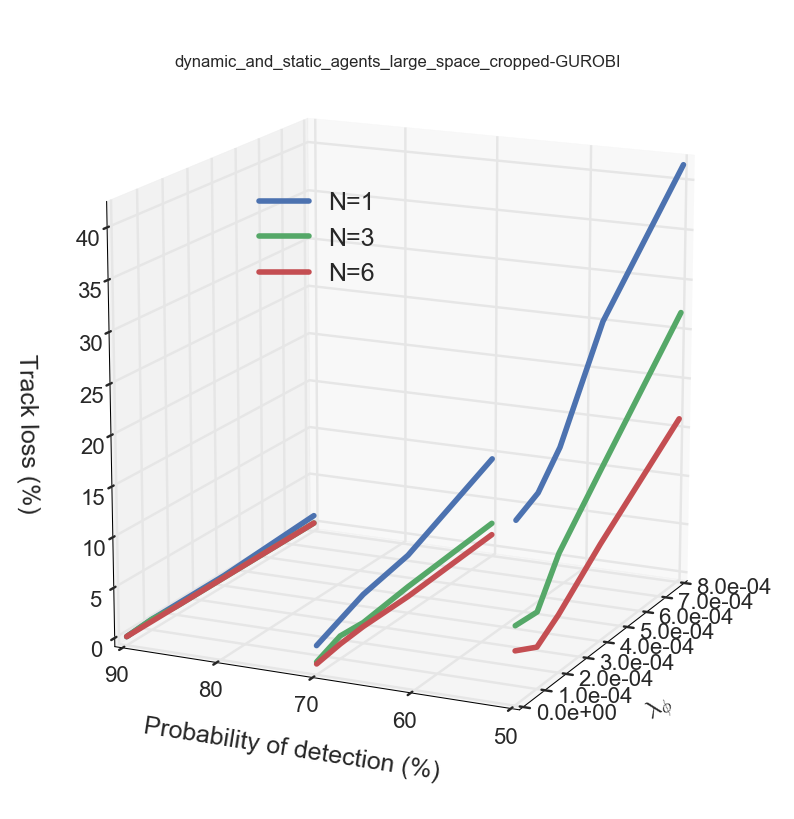 dynamic_and_static_agents_large_space_cropped-GUROBI
N=1
N=3
N=6
40
35
30
25
20
15
10
5
0
Track loss (%)
90
80
70
60
50
Probability of detection (%)
8.0e-04
7.0e-04
6.0e-04
5.0e-04
4.0e-04
3.0e-04
2.0e-04
1.0e-04
0.0e+00
λϕ